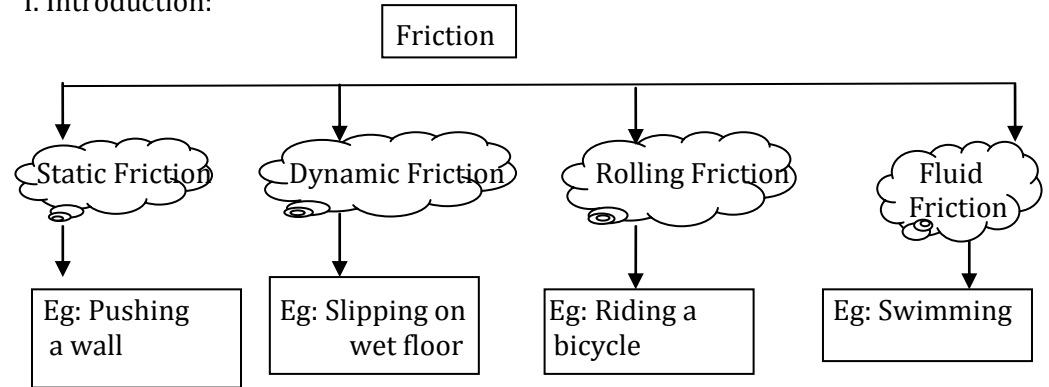 I. Introduction:
Friction
Static Friction
Dynamic Friction
Rolling Friction
Fluid
Friction
Eg: Pushing
a wall
Eg: Slipping on
wet floor
Eg: Riding a
bicycle
Eg: Swimming